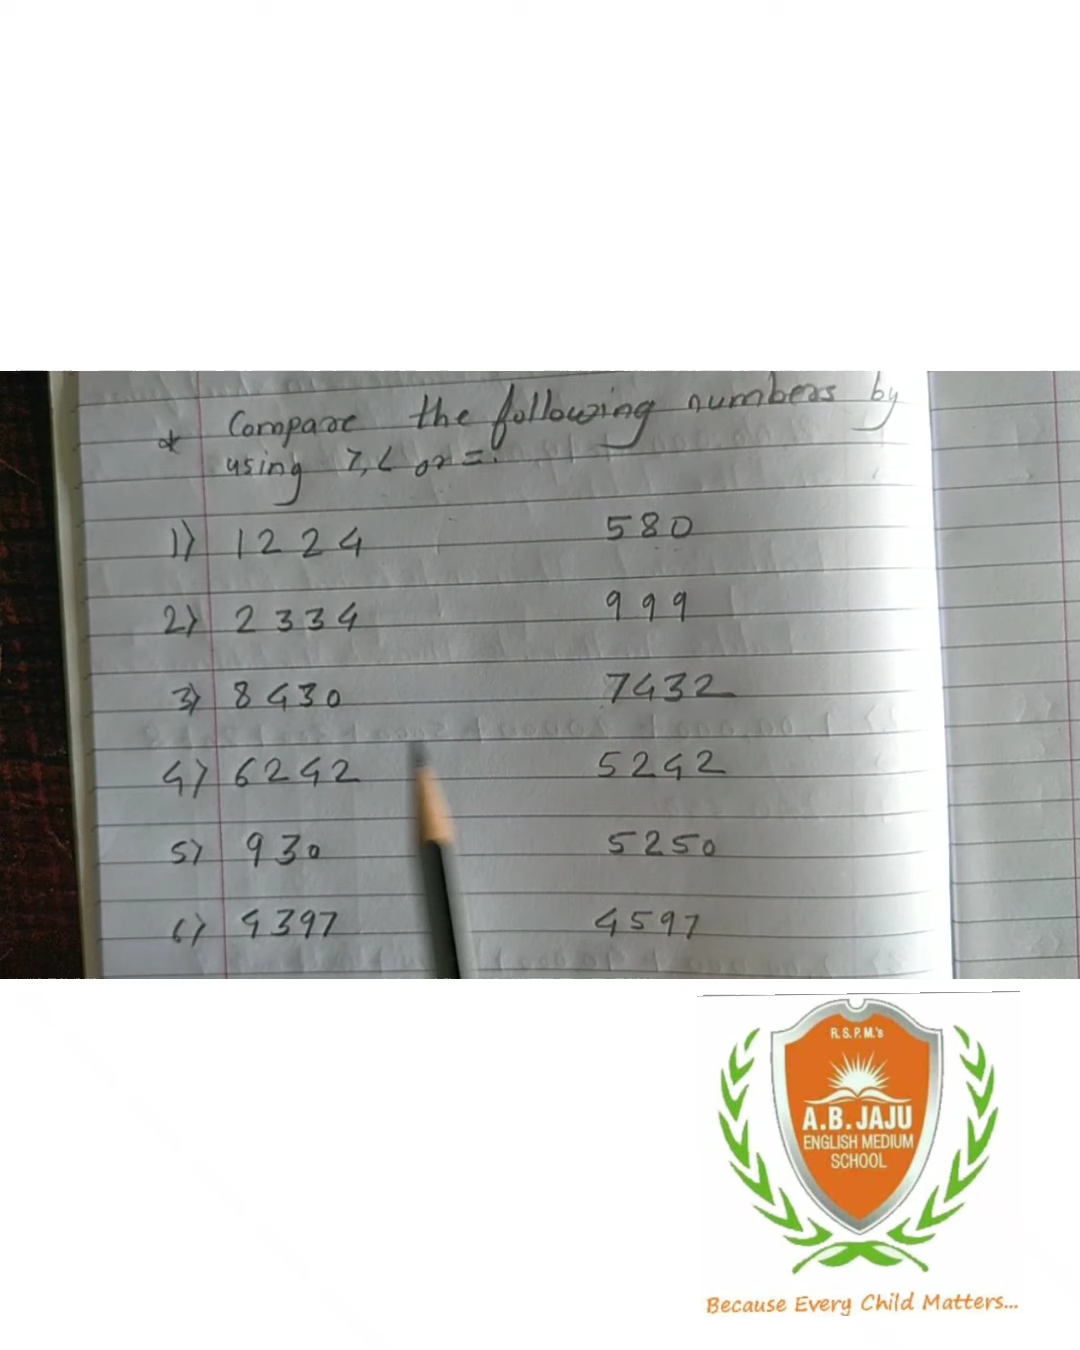 * Compare the following numbers by
using >, < or =.
1) 1224 580
2) 2334 999
3) 8430 7432
4) 6242 5242
5) 930 5250
6) 4397 4597
R.S.P.M.'s
A.B. JAJU
ENGLISH MEDIUM
SCHOOL
Because Every Child Matters...